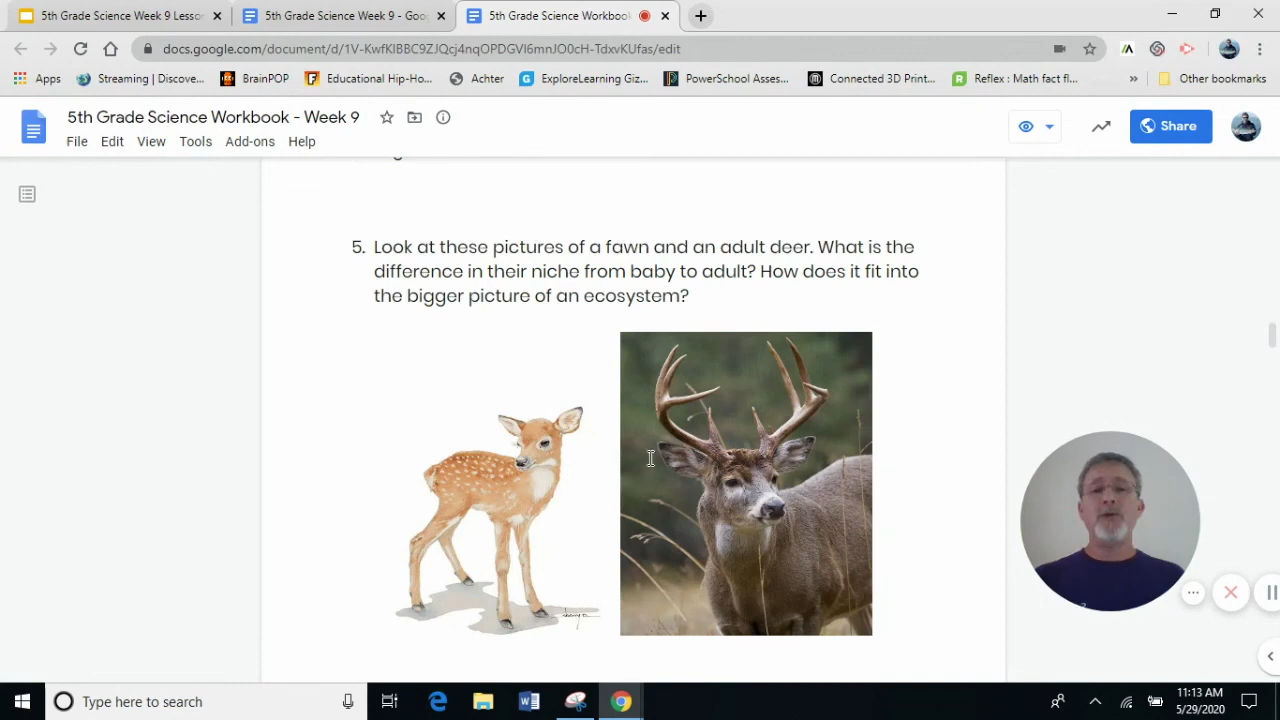 5th Grade Science Week 9 Lesson
5th Grade Science Week 9 - Goo
5th Grade Science Workbook
docs.google.com/document/d/1V-KwfKlBBC9ZJQcj4nqOPDGVl6mnJO0cH-TdxvKUfas/edit
Apps
Streaming | Discove...
BrainPOP
Educational Hip-Ho...
Achter
ExploreLearning Giz...
PowerSchool Asses...
Connected 3D Print...
Reflex : Math fact fl...
»
Other bookmarks
5th Grade Science Workbook - Week 9
File Edit View Tools Add-ons Help
Share
5. Look at these pictures of a fawn and an adult deer. What is the
difference in their niche from baby to adult? How does it fit into
the bigger picture of an ecosystem?
Type here to search
11:13 AM
5/29/2020